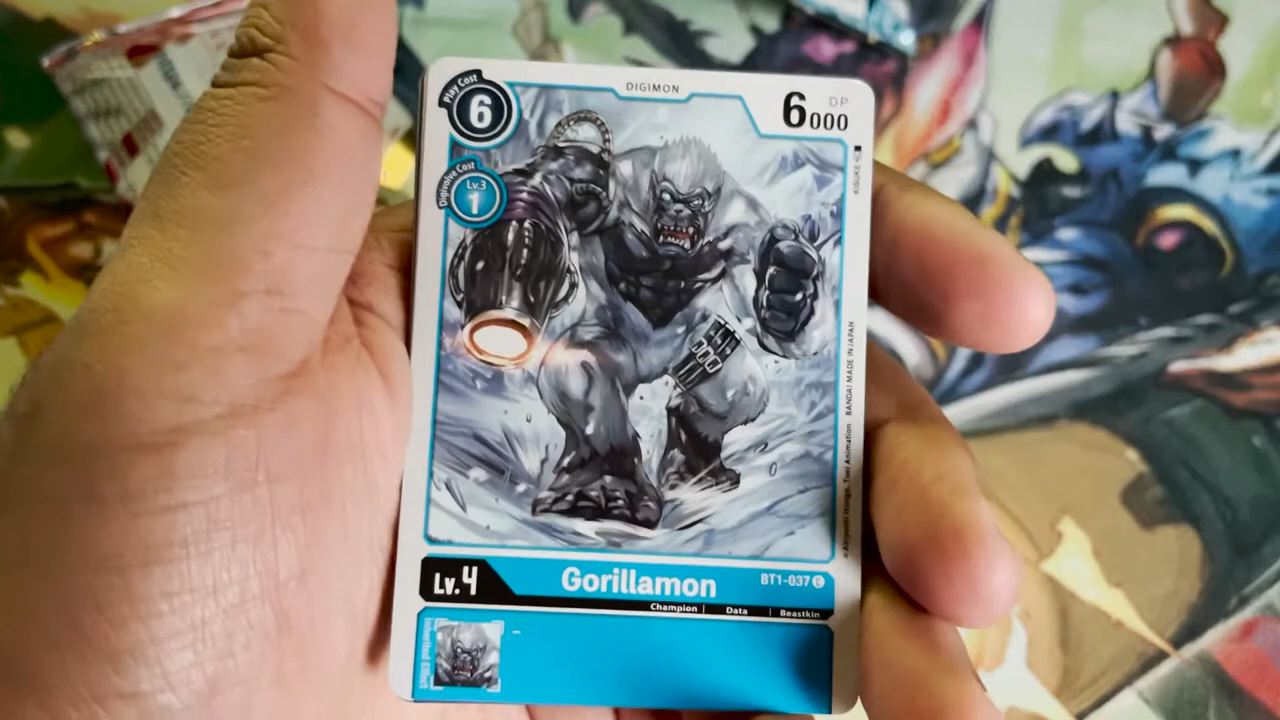 DIGIMON
Play Cost
6
DP
6000
Digivolve Cost
Lv.3
1
KISUKE
BANDAI MADE IN JAPAN
©Akiyoshi Hongo, Toei Animation
Lv.4
Gorillamon
BT1-037 C
Champion | Data | Beastkin
Inherited Effect
-